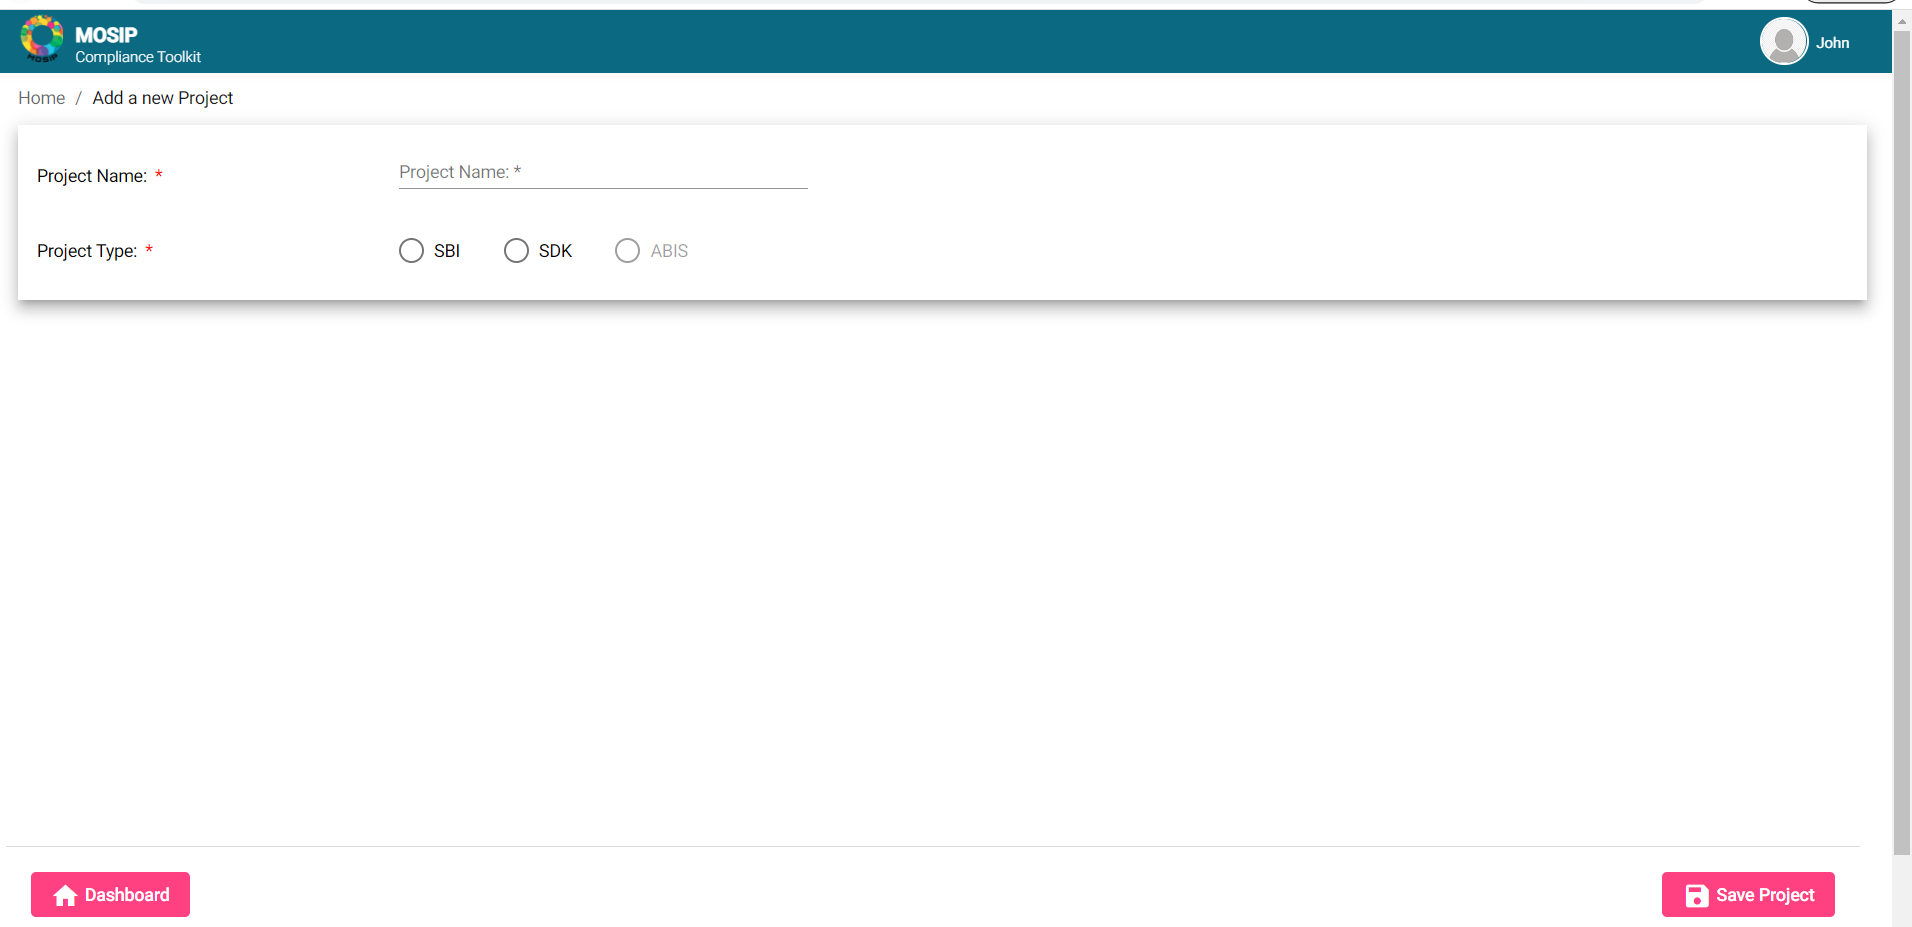 MOSIP
Compliance Toolkit
MOSIP
John
Home / Add a new Project
Project Name: *
Project Name: *
Project Type: *
SBI
SDK
ABIS
Dashboard
Save Project